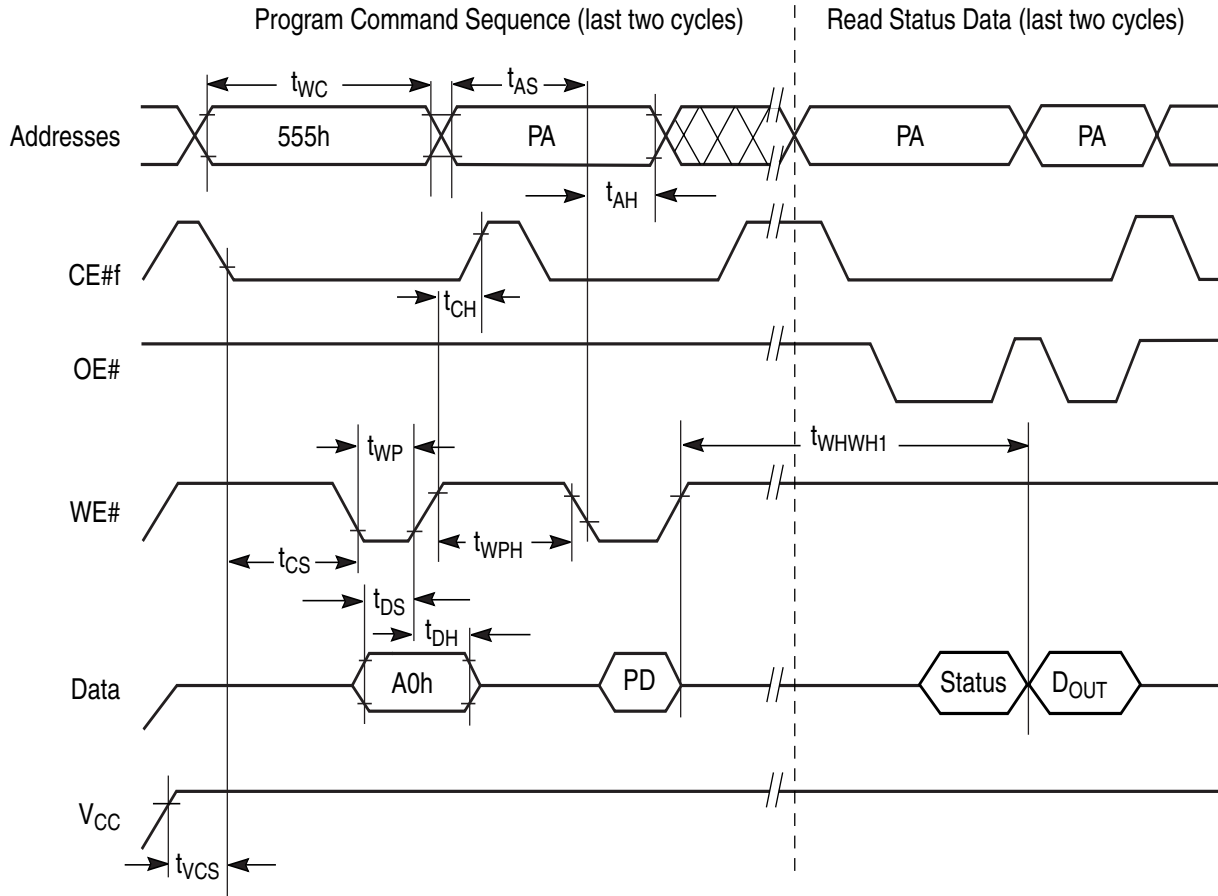 Program Command Sequence (last two cycles) Read Status Data (last two cycles)
tWC tAS
Addresses 555h PA PA PA
tAH
CE#f
tCH
OE#
tWP tWHWH1
WE#
tWPH
tCS
tDS
tDH
Data A0h PD Status DOUT
VCC
tVCS